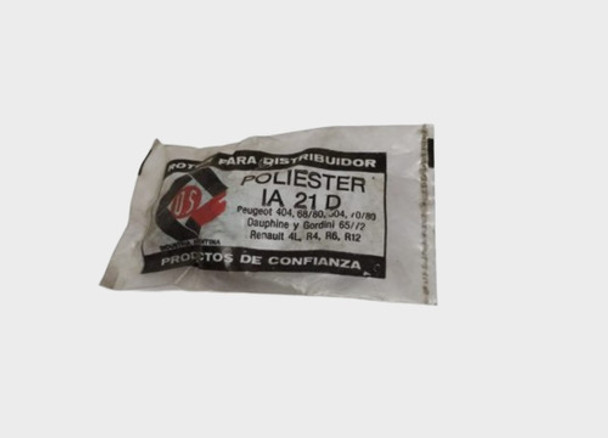 ROTOR PARA DISTRIBUIDOR
POLIESTER
IA 21 D
Peugeot 404, 68/80, 504, 70/80
Dauphine y Gordini 65/72
Renault 4L, R4, R6, R12
U.S
INDUSTRIA ARGENTINA
PRODUCTOS DE CONFIANZA